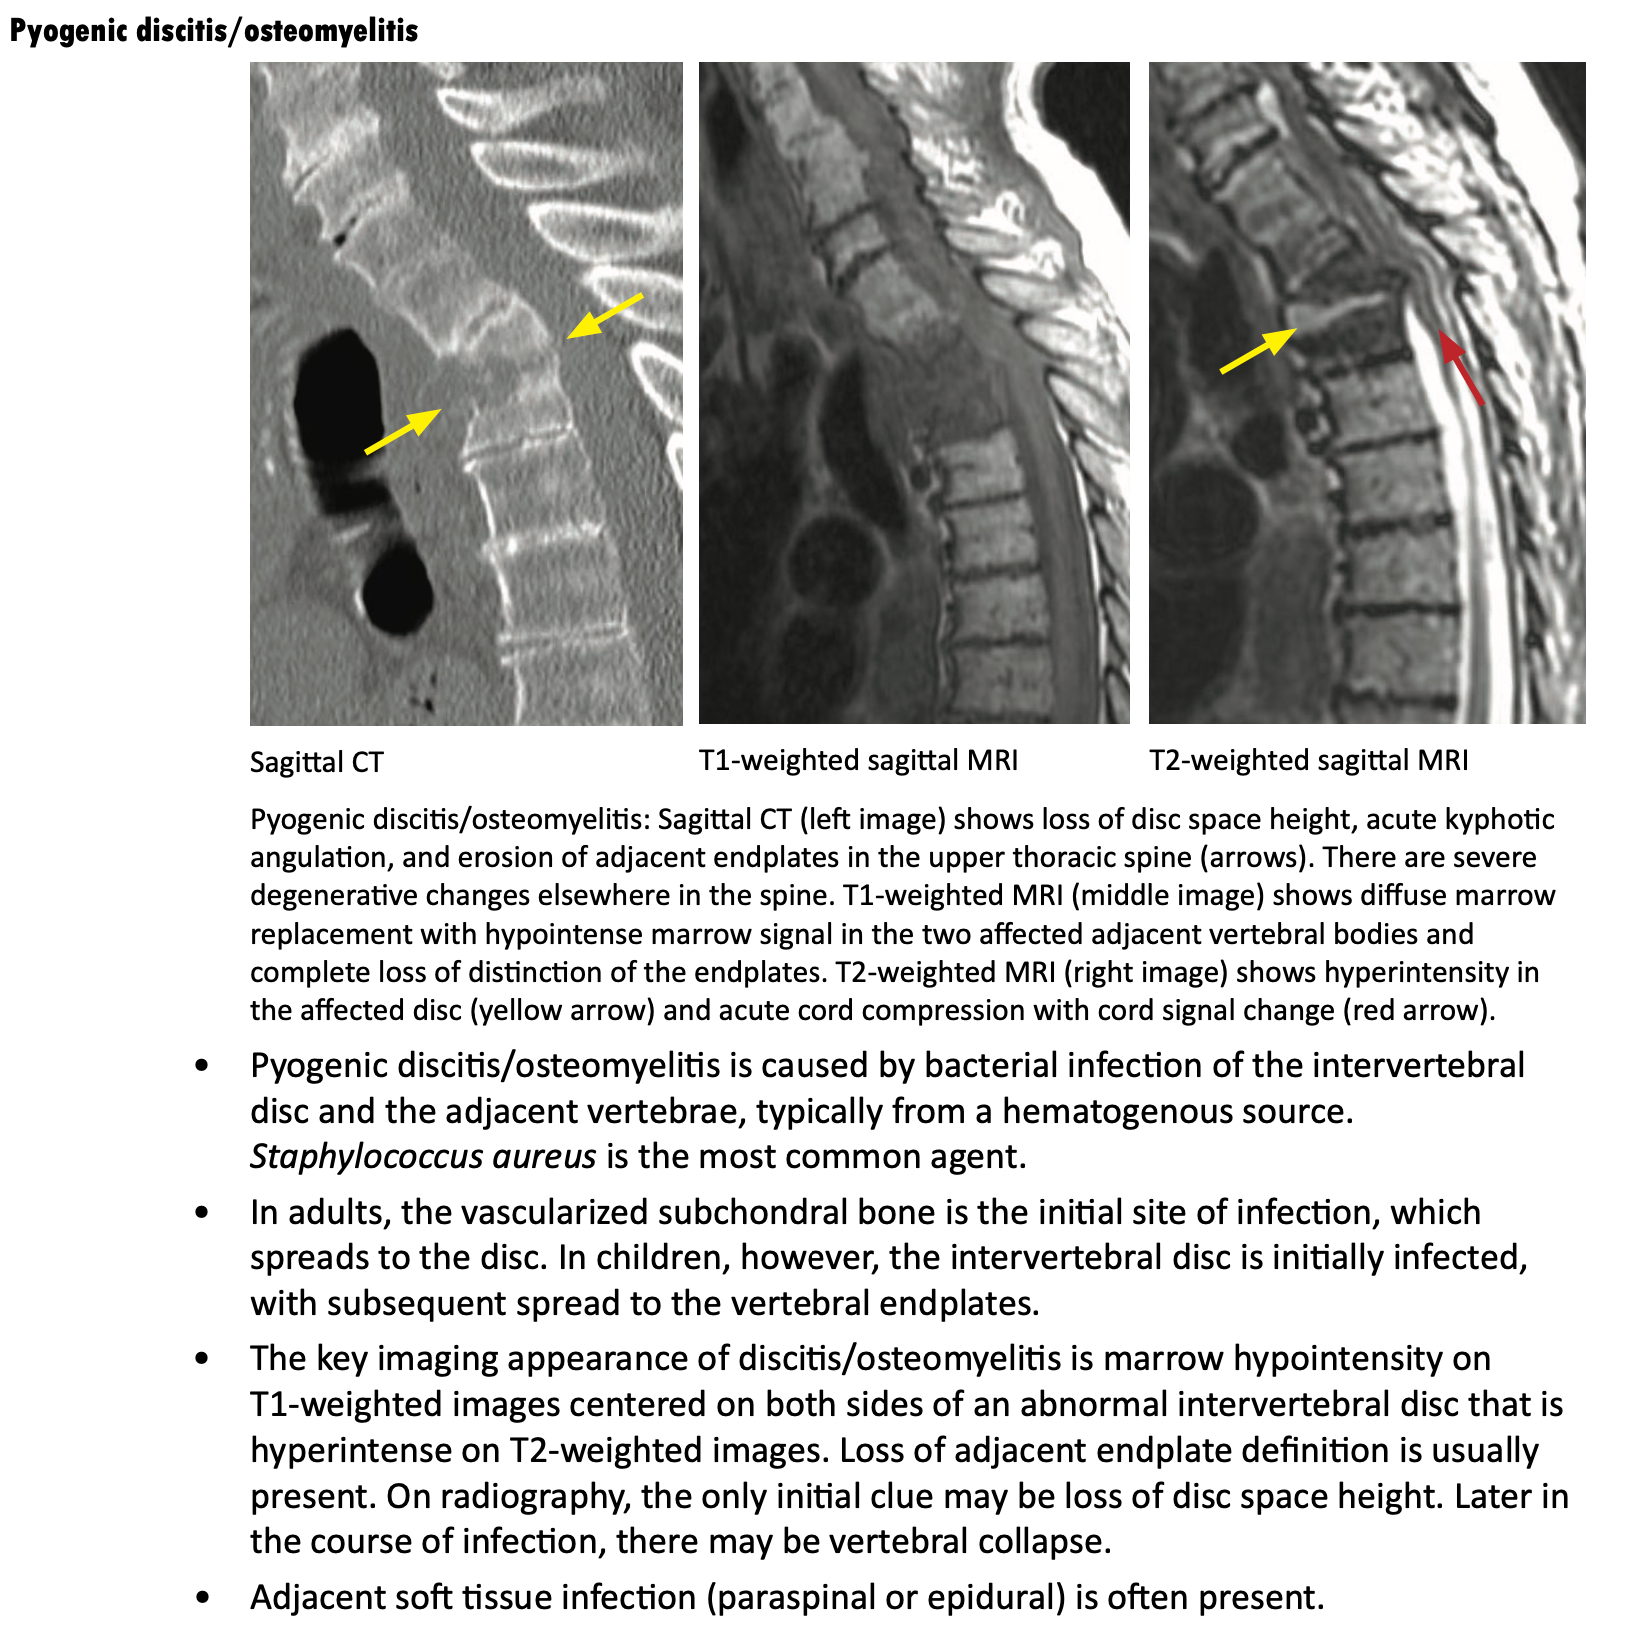 Pyogenic discitis/osteomyelitis
Sagittal CT
T1-weighted sagittal MRI
T2-weighted sagittal MRI
Pyogenic discitis/osteomyelitis: Sagittal CT (left image) shows loss of disc space height, acute kyphotic
angulation, and erosion of adjacent endplates in the upper thoracic spine (arrows). There are severe
degenerative changes elsewhere in the spine. T1-weighted MRI (middle image) shows diffuse marrow
replacement with hypointense marrow signal in the two affected adjacent vertebral bodies and
complete loss of distinction of the endplates. T2-weighted MRI (right image) shows hyperintensity in
the affected disc (yellow arrow) and acute cord compression with cord signal change (red arrow).
• Pyogenic discitis/osteomyelitis is caused by bacterial infection of the intervertebral
disc and the adjacent vertebrae, typically from a hematogenous source.
Staphylococcus aureus is the most common agent.
• In adults, the vascularized subchondral bone is the initial site of infection, which
spreads to the disc. In children, however, the intervertebral disc is initially infected,
with subsequent spread to the vertebral endplates.
• The key imaging appearance of discitis/osteomyelitis is marrow hypointensity on
T1-weighted images centered on both sides of an abnormal intervertebral disc that is
hyperintense on T2-weighted images. Loss of adjacent endplate definition is usually
present. On radiography, the only initial clue may be loss of disc space height. Later in
the course of infection, there may be vertebral collapse.
• Adjacent soft tissue infection (paraspinal or epidural) is often present.